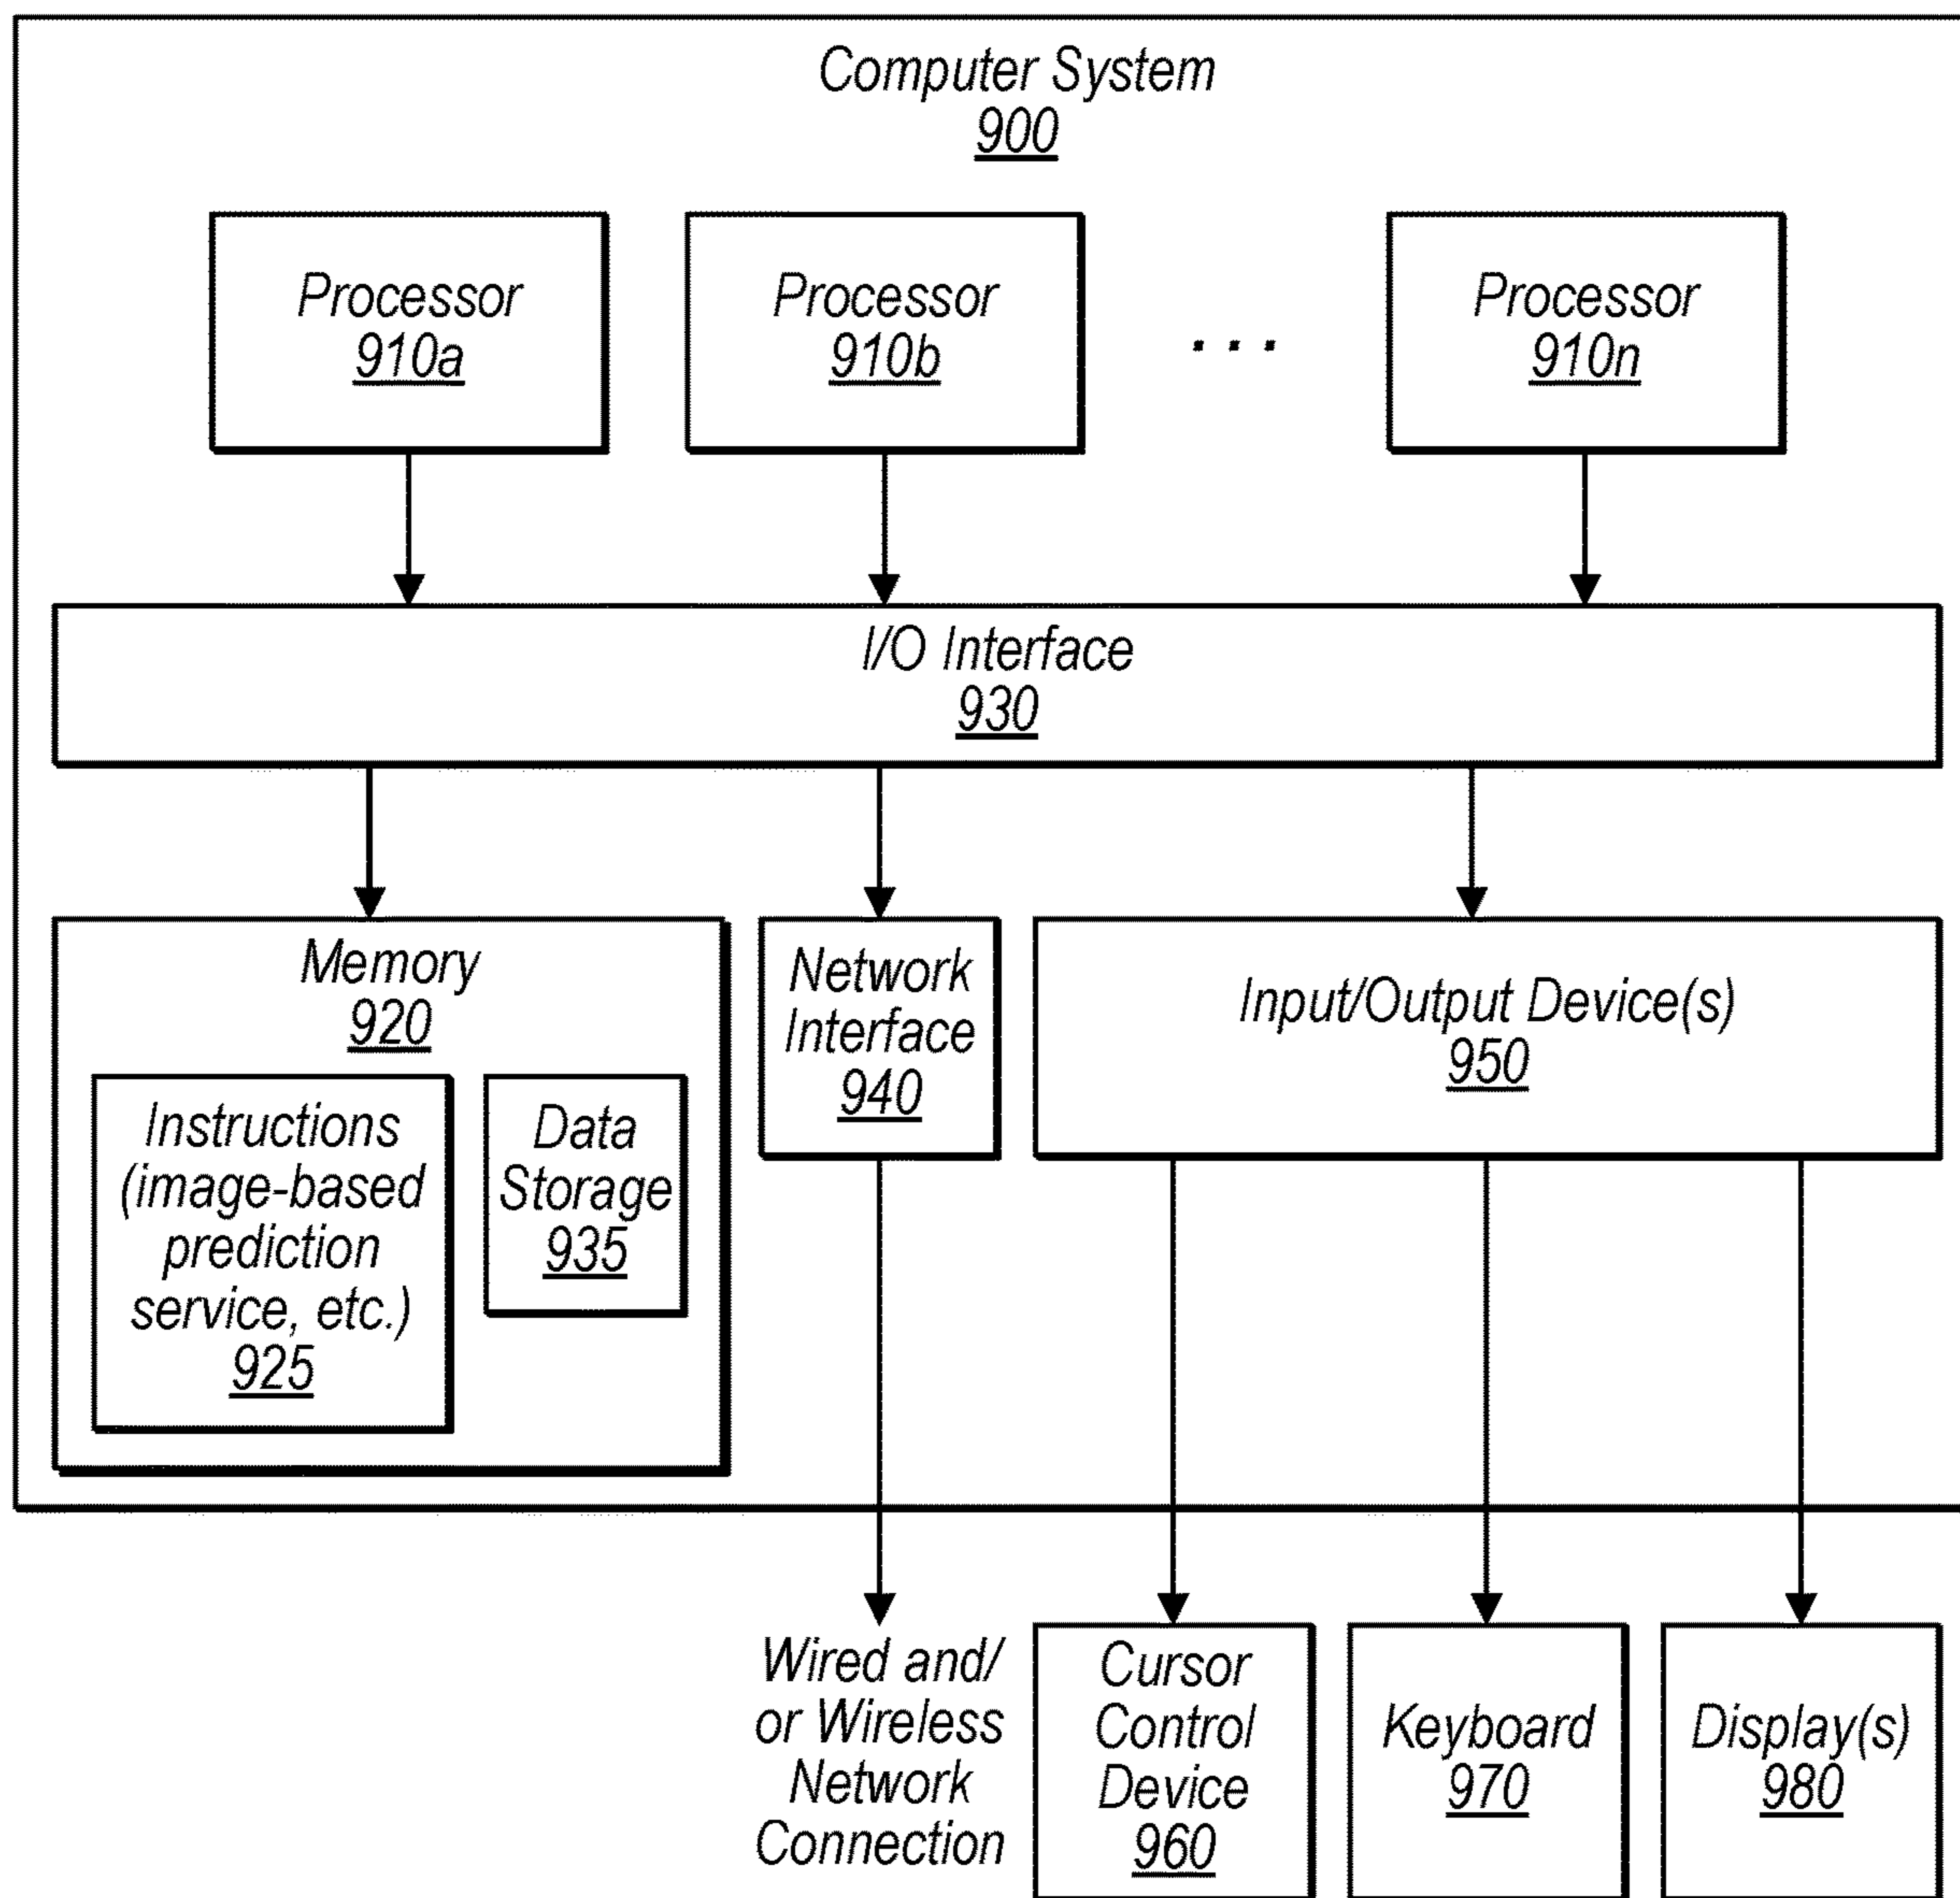 Computer System
900
Processor
910a
Processor
910b
. . .
Processor
910n
I/O Interface
930
Memory
920
Instructions
(image-based
prediction
service, etc.)
925
Data
Storage
935
Network
Interface
940
Input/Output Device(s)
950
Wired and/
or Wireless
Network
Connection
Cursor
Control
Device
960
Keyboard
970
Display(s)
980